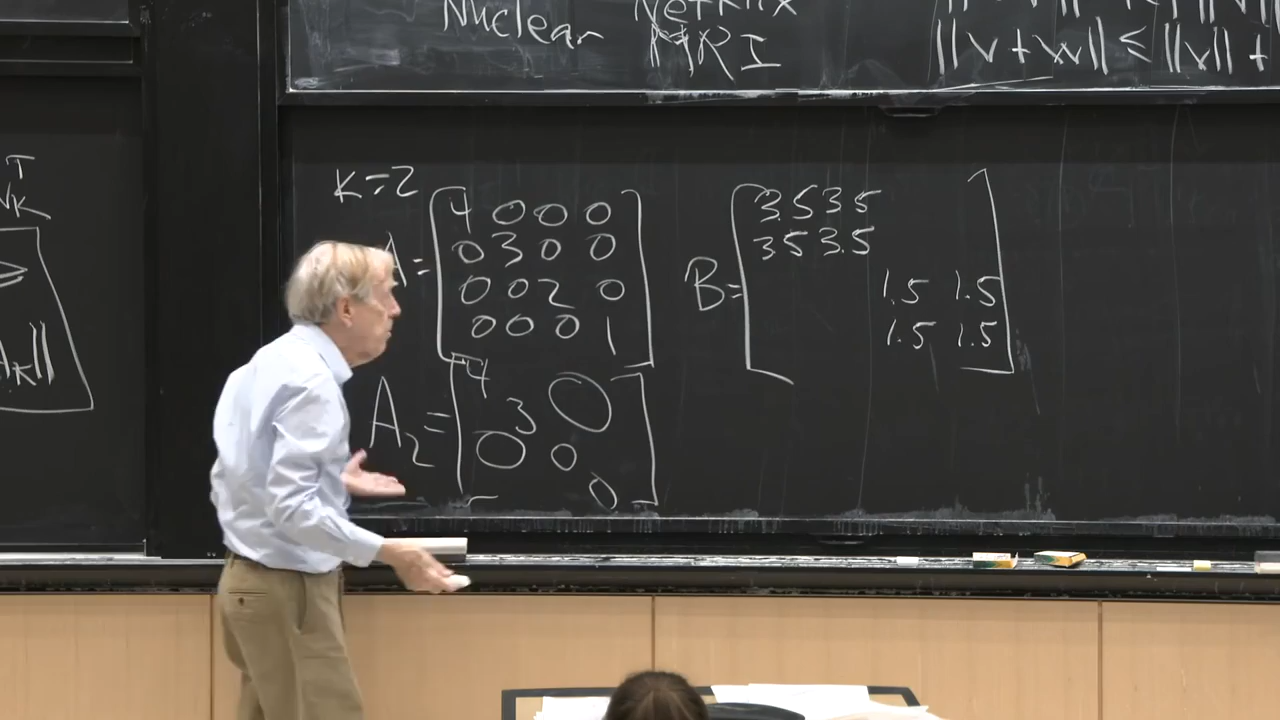 Nuclear Netflix
MRI
||v+w|| ≤ ||v|| +
T
K
K=2
A= [4 0 0 0
0 3 0 0
0 0 2 0
0 0 0 1]
A₂= [4
3 0
0 0
0]
B= [3.5 3.5
3 5 3.5
1.5 1.5
1.5 1.5]
≥
Aₖ||